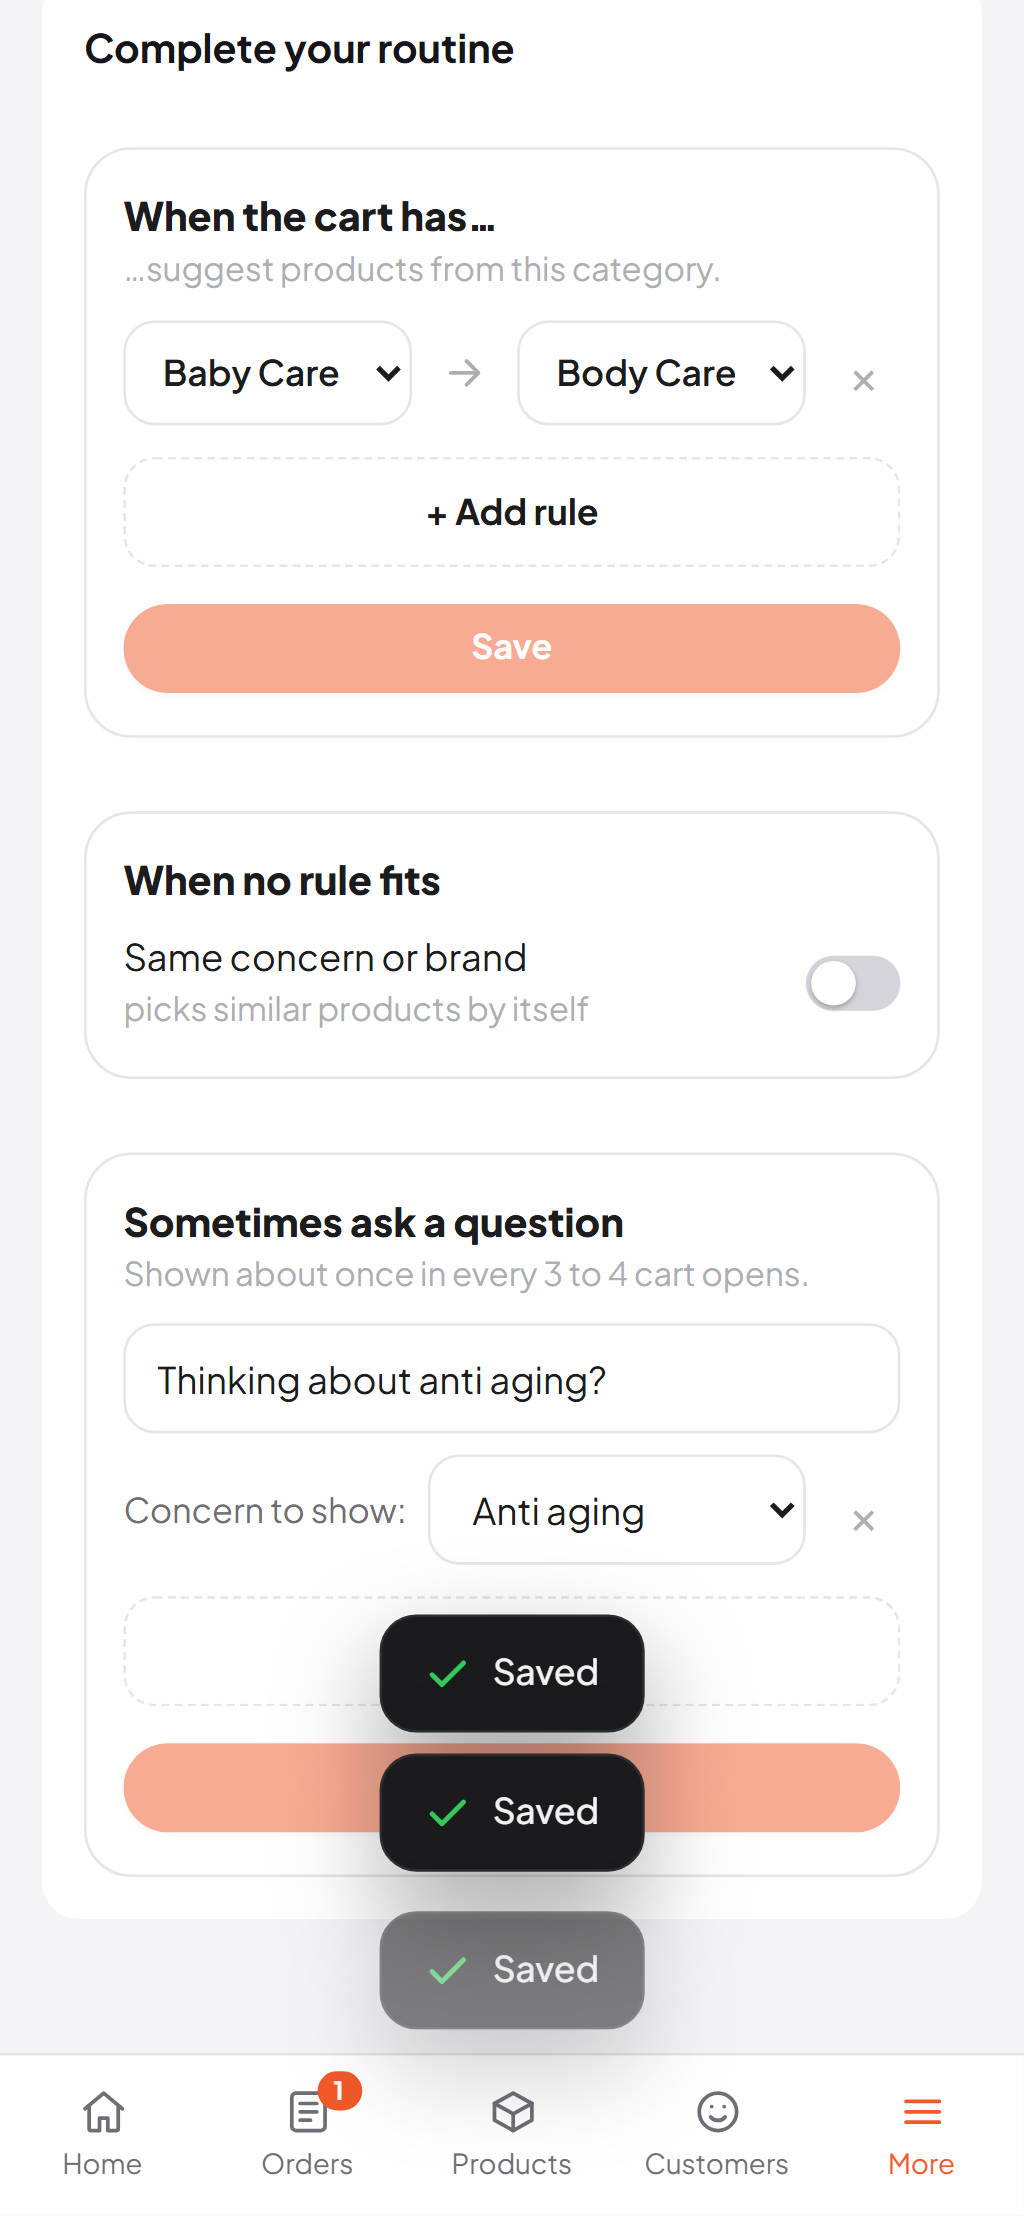 Complete your routine
When the cart has...
...suggest products from this category.
Baby Care → Body Care ×
+ Add rule
Save
When no rule fits
Same concern or brand
picks similar products by itself
Sometimes ask a question
Shown about once in every 3 to 4 cart opens.
Thinking about anti aging?
Concern to show: Anti aging ×
Saved
Saved
Saved
1
Home Orders Products Customers More